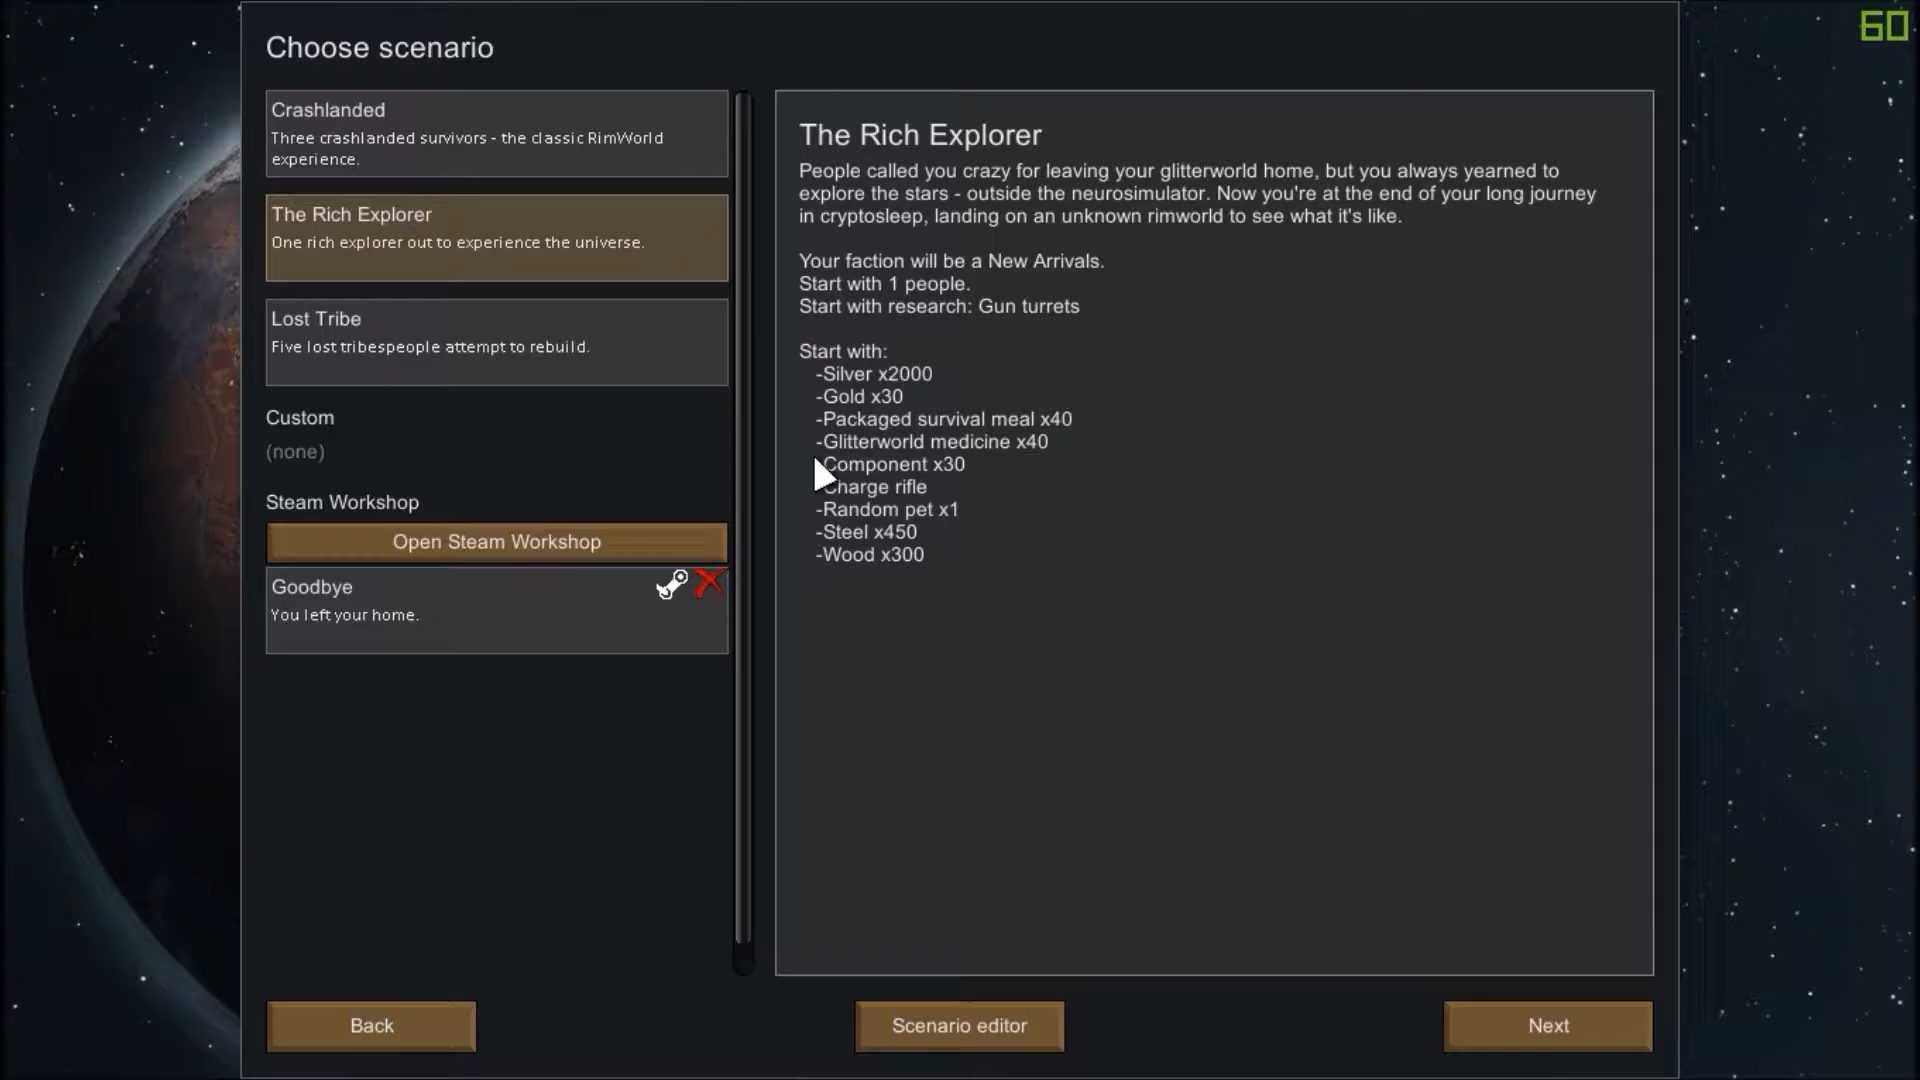 60
Choose scenario
Crashlanded
Three crashlanded survivors - the classic RimWorld
experience.
The Rich Explorer
One rich explorer out to experience the universe.
Lost Tribe
Five lost tribespeople attempt to rebuild.
Custom
(none)
Steam Workshop
Open Steam Workshop
Goodbye
You left your home.
The Rich Explorer
People called you crazy for leaving your glitterworld home, but you always yearned to
explore the stars - outside the neurosimulator. Now you're at the end of your long journey
in cryptosleep, landing on an unknown rimworld to see what it's like.
Your faction will be a New Arrivals.
Start with 1 people.
Start with research: Gun turrets
Start with:
-Silver x2000
-Gold x30
-Packaged survival meal x40
-Glitterworld medicine x40
Component x30
Charge rifle
-Random pet x1
-Steel x450
-Wood x300
Back
Scenario editor
Next